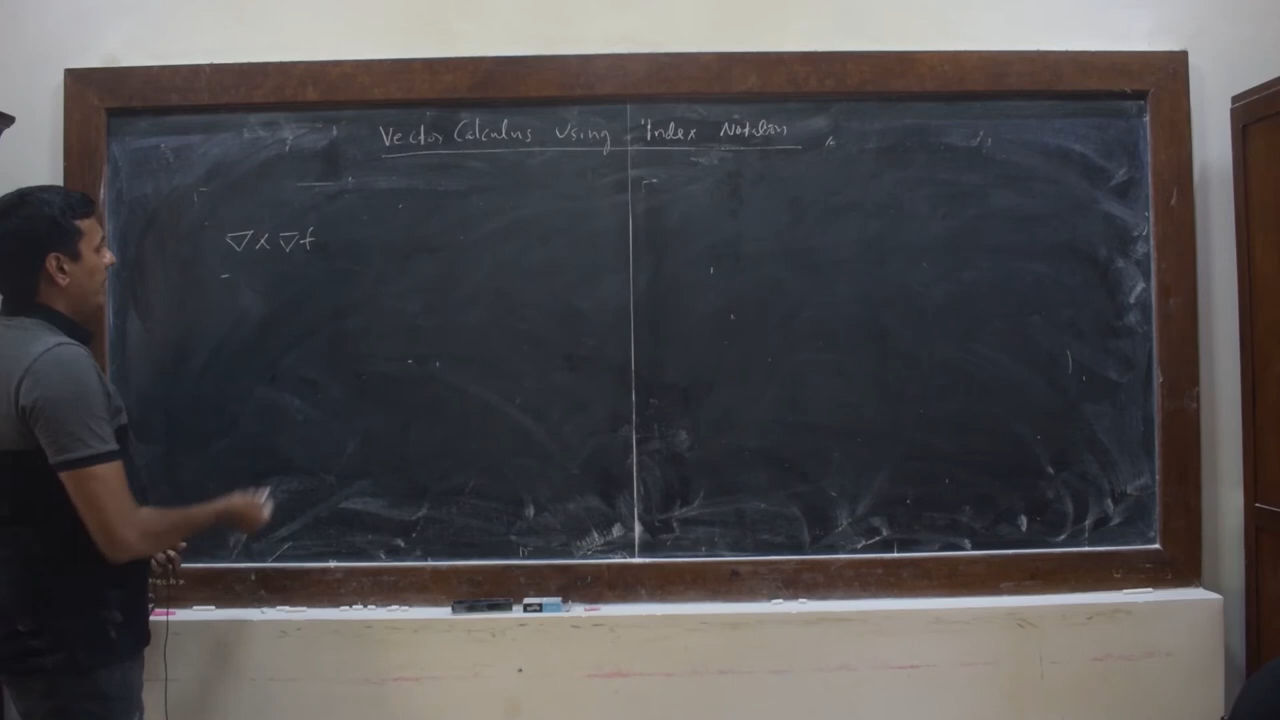 Vector Calculus Using Index Notation
∇ x ∇f